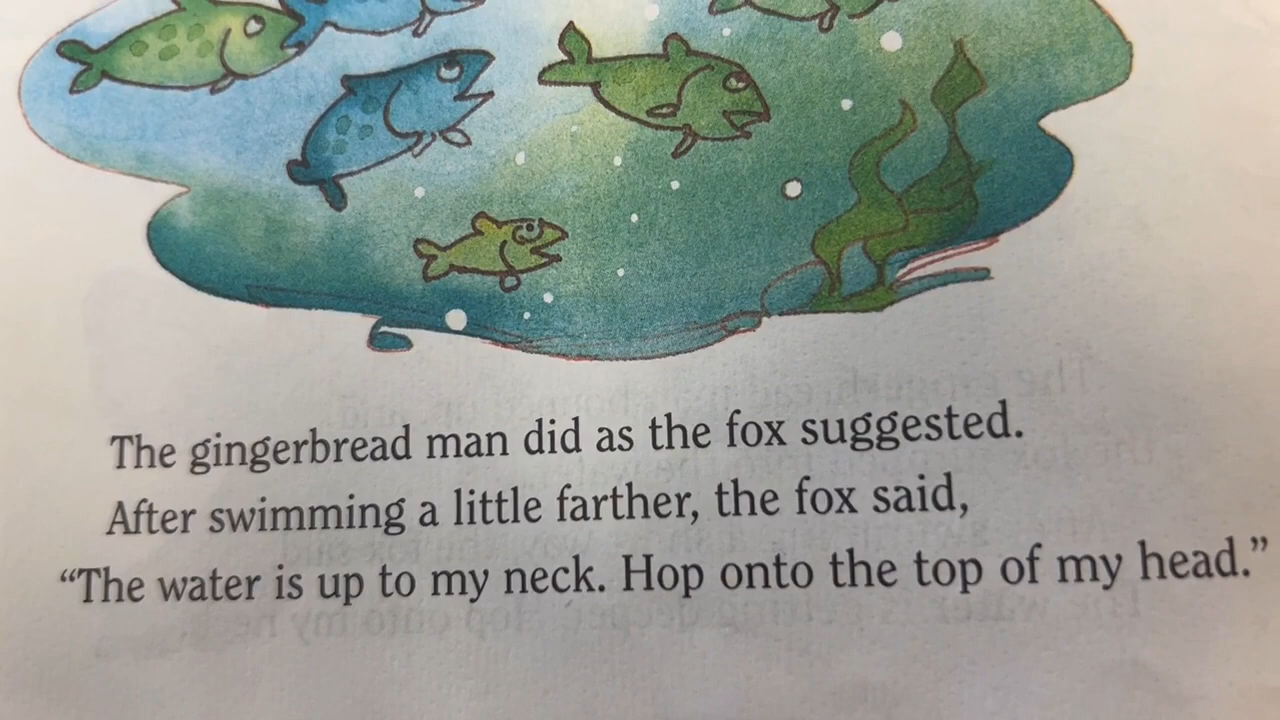 The gingerbread man did as the fox suggested.
After swimming a little farther, the fox said,
“The water is up to my neck. Hop onto the top of my head.”